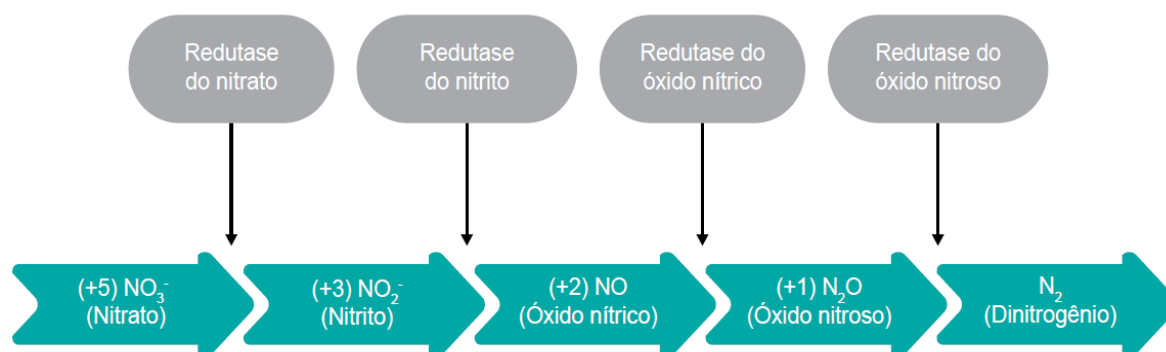 Redutase
do nitrato
Redutase
do nitrito
Redutase do
óxido nítrico
Redutase do
óxido nitroso
(+5) NO₃⁻
(Nitrato)
(+3) NO₂⁻
(Nitrito)
(+2) NO
(Óxido nítrico)
(+1) N₂O
(Óxido nitroso)
N₂
(Dinitrogênio)